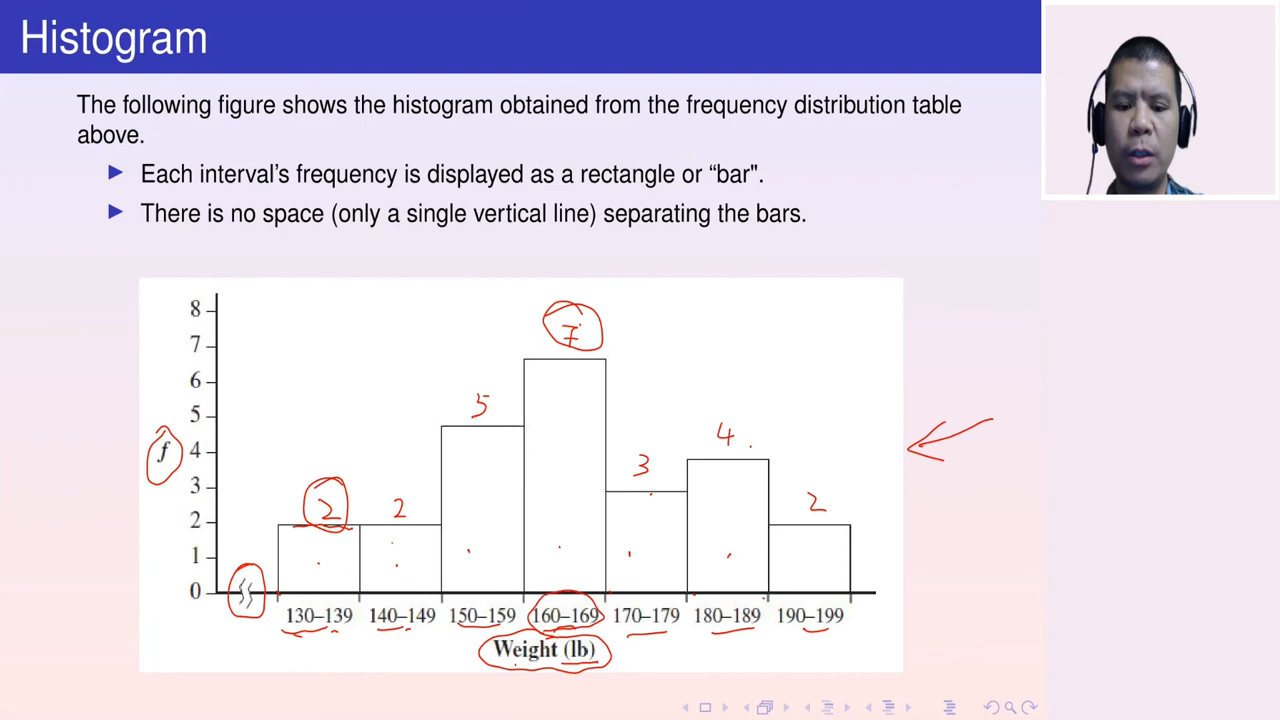 Histogram
The following figure shows the histogram obtained from the frequency distribution table
above.
Each interval's frequency is displayed as a rectangle or “bar".
There is no space (only a single vertical line) separating the bars.
8
7
6
5
f 4
3
2
1
0
2 2 5 7 3 4 2
130–139 140–149 150–159 160–169 170–179 180–189 190–199
Weight (lb)